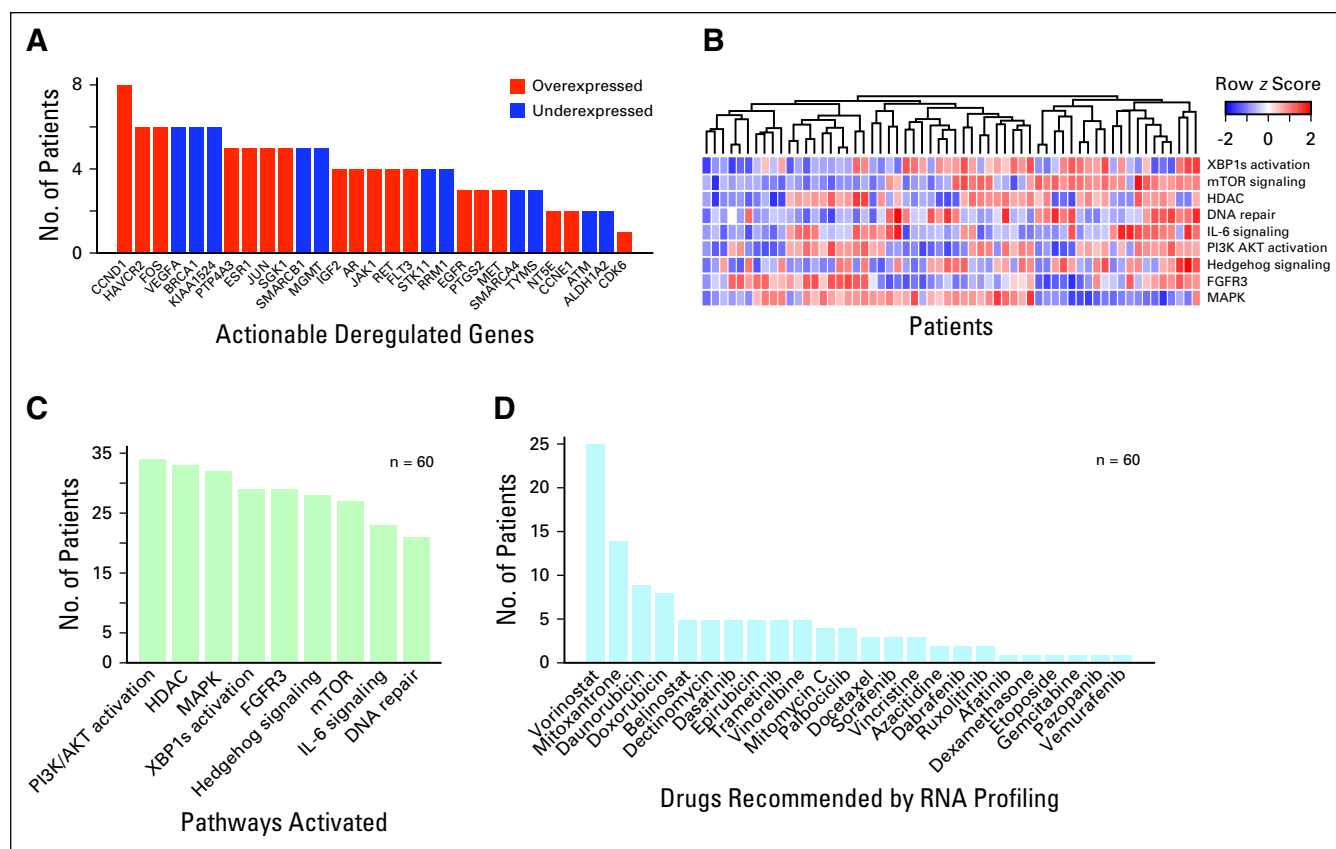 A
8
4
0
No. of Patients
Overexpressed
Underexpressed
CCND1
HAVCR2
FOS
VEGFA
BRCA1
KIAA1524
PTP4A3
ESR1
JUN
SGK1
SMARCB1
MGMT
IGF2
AR
JAK1
RET
FLT3
STK11
RRM1
EGFR
PTGS2
MET
SMARCA4
TYMS
NT5E
CCNE1
ATM
ALDH1A2
CDK6
Actionable Deregulated Genes
B
Row z Score
-2 0 2
XBP1s activation
mTOR signaling
HDAC
DNA repair
IL-6 signaling
PI3K AKT activation
Hedgehog signaling
FGFR3
MAPK
Patients
C
35
25
15
5
0
No. of Patients
n = 60
PI3K/AKT activation
HDAC
MAPK
XBP1s activation
FGFR3
Hedgehog signaling
mTOR
IL-6 signaling
DNA repair
Pathways Activated
D
25
20
15
10
5
0
No. of Patients
n = 60
Vorinostat
Mitoxantrone
Daunorubicin
Doxorubicin
Belinostat
Dectinomycin
Dasatinib
Epirubicin
Trametinib
Vinorelbine
Mitomycin C
Palbociclib
Docetaxel
Sorafenib
Vincristine
Azacitidine
Dabrafenib
Ruxolitinib
Afatinib
Dexamethasone
Etoposide
Gemcitabine
Pazopanib
Vemurafenib
Drugs Recommended by RNA Profiling